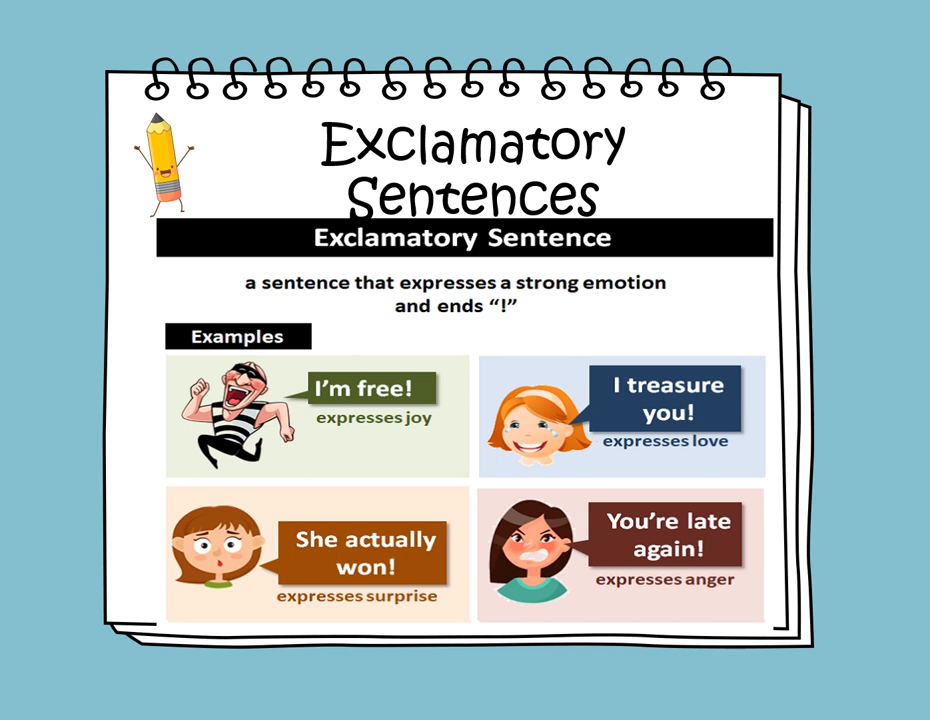 Exclamatory
Sentences
Exclamatory Sentence
a sentence that expresses a strong emotion
and ends “!”
Examples
I’m free!
expresses joy
I treasure
you!
expresses love
She actually
won!
expresses surprise
You’re late
again!
expresses anger